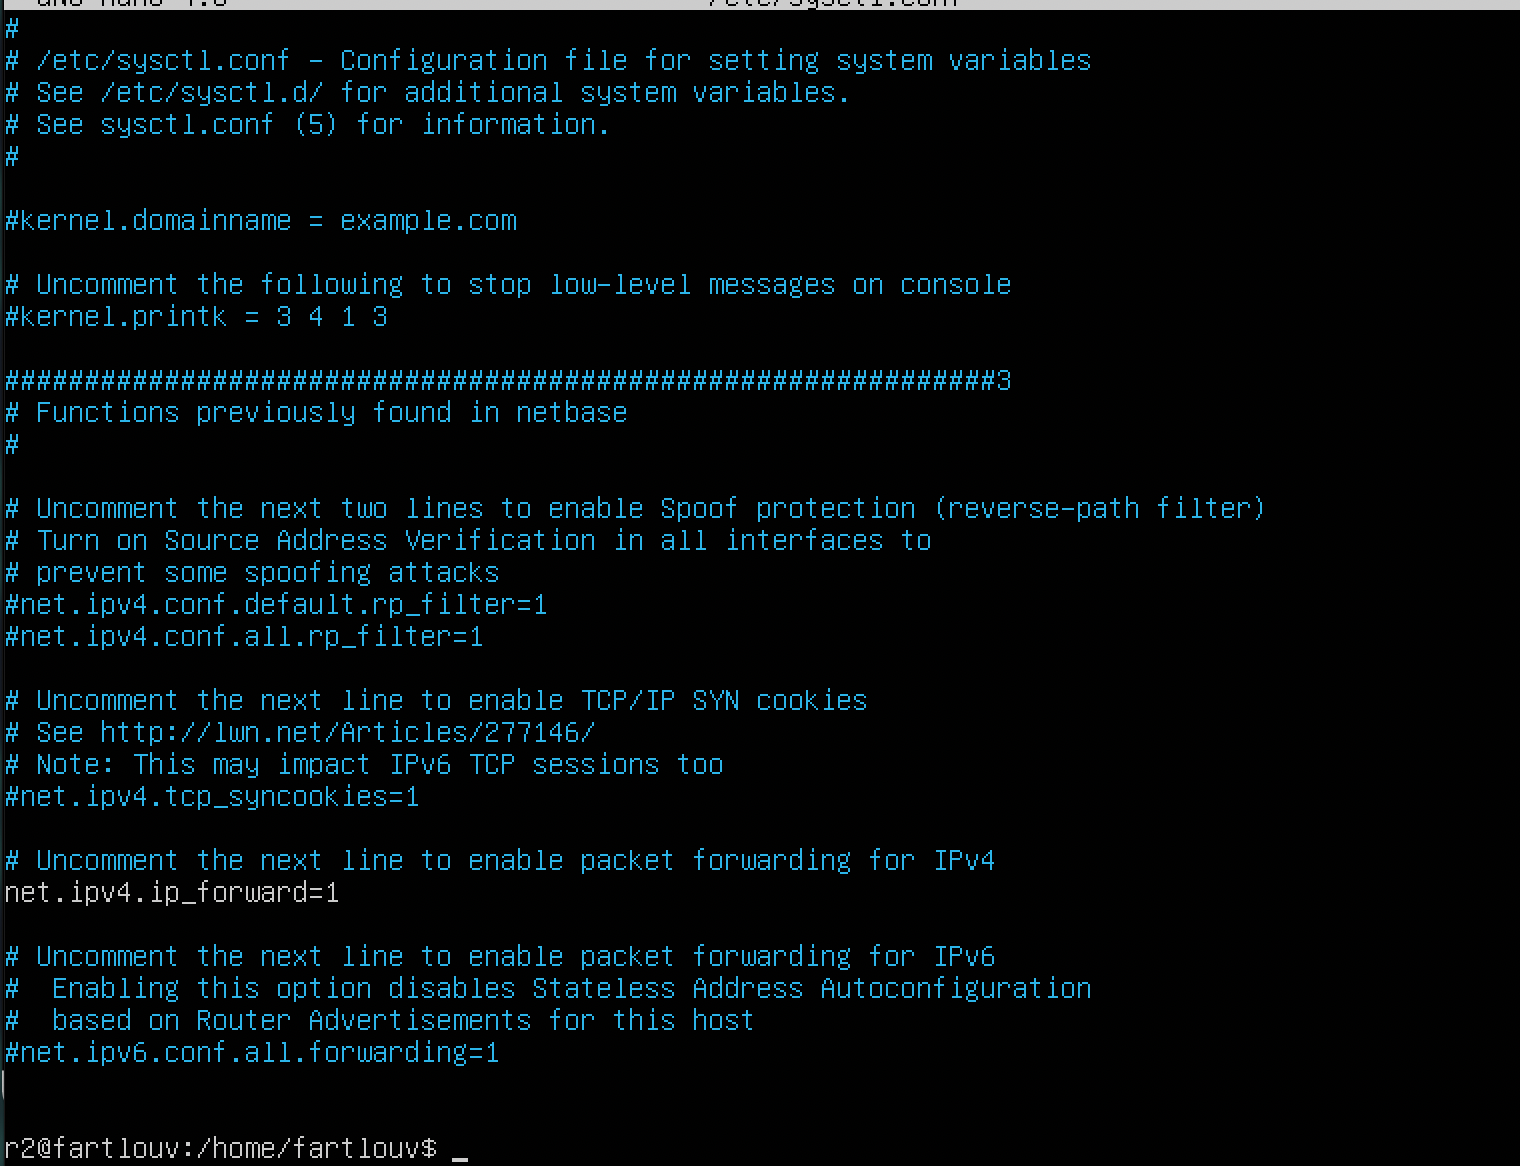 #
# /etc/sysctl.conf - Configuration file for setting system variables
# See /etc/sysctl.d/ for additional system variables.
# See sysctl.conf (5) for information.
#
#kernel.domainname = example.com
# Uncomment the following to stop low-level messages on console
#kernel.printk = 3 4 1 3
##############################################################3
# Functions previously found in netbase
#
# Uncomment the next two lines to enable Spoof protection (reverse-path filter)
# Turn on Source Address Verification in all interfaces to
# prevent some spoofing attacks
#net.ipv4.conf.default.rp_filter=1
#net.ipv4.conf.all.rp_filter=1
# Uncomment the next line to enable TCP/IP SYN cookies
# See http://lwn.net/Articles/277146/
# Note: This may impact IPv6 TCP sessions too
#net.ipv4.tcp_syncookies=1
# Uncomment the next line to enable packet forwarding for IPv4
net.ipv4.ip_forward=1
# Uncomment the next line to enable packet forwarding for IPv6
#  Enabling this option disables Stateless Address Autoconfiguration
#  based on Router Advertisements for this host
#net.ipv6.conf.all.forwarding=1
r2@fartlouv:/home/fartlouv$ _